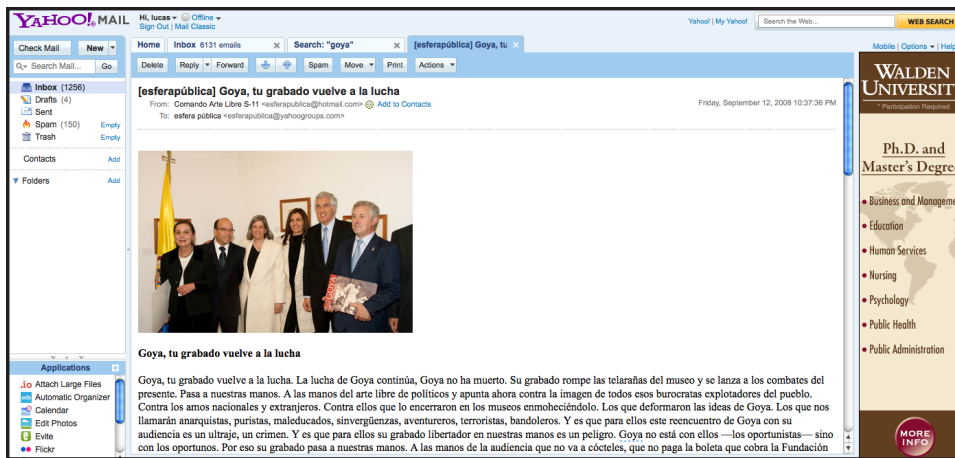 YAHOO! MAIL
Hi, lucas Offline
Sign Out | Mail Classic
Yahoo! | My Yahoo!
Search the Web...
WEB SEARCH
Check Mail New
Search Mail... Go
Home
Inbox 6131 emails
Search: "goya"
[esferapública] Goya, tu
Mobile | Options | Help
Delete Reply Forward Spam Move Print Actions
Inbox (1256)
Drafts (4)
Sent
Spam (150) Empty
Trash Empty
Contacts Add
Folders Add
[esferapública] Goya, tu grabado vuelve a la lucha
From: Comando Arte Libre S-11 <esferapublica@hotmail.com> Add to Contacts
Friday, September 12, 2008 10:37:36 PM
To: esfera pública <esferapublica@yahoogroups.com>
GOYA
Goya, tu grabado vuelve a la lucha
Goya, tu grabado vuelve a la lucha. La lucha de Goya continúa, Goya no ha muerto. Su grabado rompe las telarañas del museo y se lanza a los combates del
presente. Pasa a nuestras manos. A las manos del arte libre de políticos y apunta ahora contra la imagen de todos esos burocratas explotadores del pueblo.
Contra los amos nacionales y extranjeros. Contra ellos que lo encerraron en los museos enmoheciéndolo. Los que deformaron las ideas de Goya. Los que nos
llamarán anarquistas, puristas, maleducados, sinvergüenzas, aventureros, terroristas, bandoleros. Y es que para ellos este reencuentro de Goya con su
audiencia es un ultraje, un crimen. Y es que para ellos su grabado libertador en nuestras manos es un peligro. Goya no está con ellos —los oportunistas— sino
con los oportunos. Por eso su grabado pasa a nuestras manos. A las manos de la audiencia que no va a cócteles, que no paga la boleta que cobra la Fundación
Applications
.io Attach Large Files
Automatic Organizer
Calendar
Edit Photos
Evite
Flickr
WALDEN
UNIVERSIT
* Participation Required
Ph.D. and
Master's Degre
Business and Manageme
Education
Human Services
Nursing
Psychology
Public Health
Public Administration
MORE
INFO